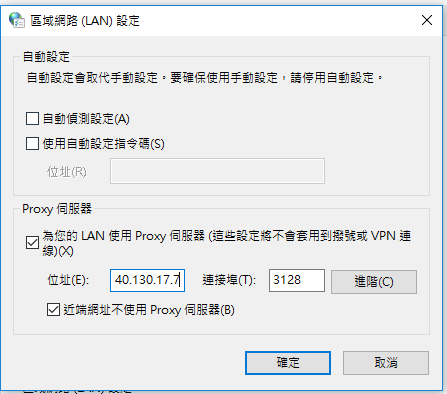 區域網路 (LAN) 設定
自動設定
自動設定會取代手動設定。要確保使用手動設定，請停用自動設定。
自動偵測設定(A)
使用自動設定指令碼(S)
位址(R)
Proxy 伺服器
為您的 LAN 使用 Proxy 伺服器 (這些設定將不會套用到撥號或 VPN 連
線)(X)
位址(E): 40.130.17.7 連接埠(T): 3128 進階(C)
近端網址不使用 Proxy 伺服器(B)
確定 取消